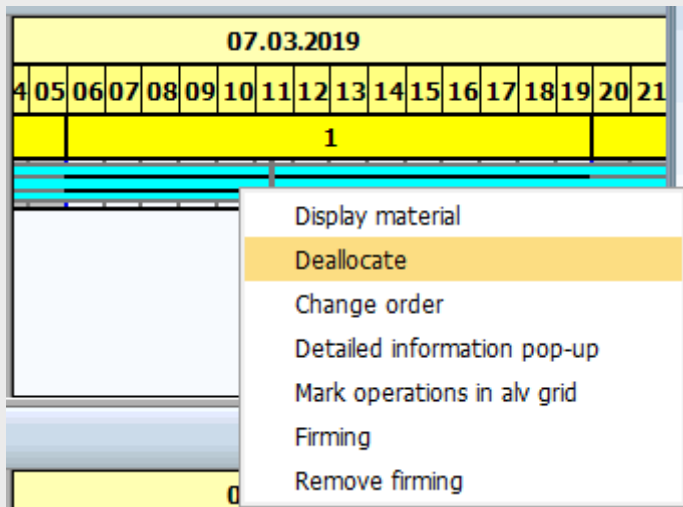 07.03.2019
4 05 06 07 08 09 10 11 12 13 14 15 16 17 18 19 20 21
1
Display material
Deallocate
Change order
Detailed information pop-up
Mark operations in alv grid
Firming
Remove firming
0